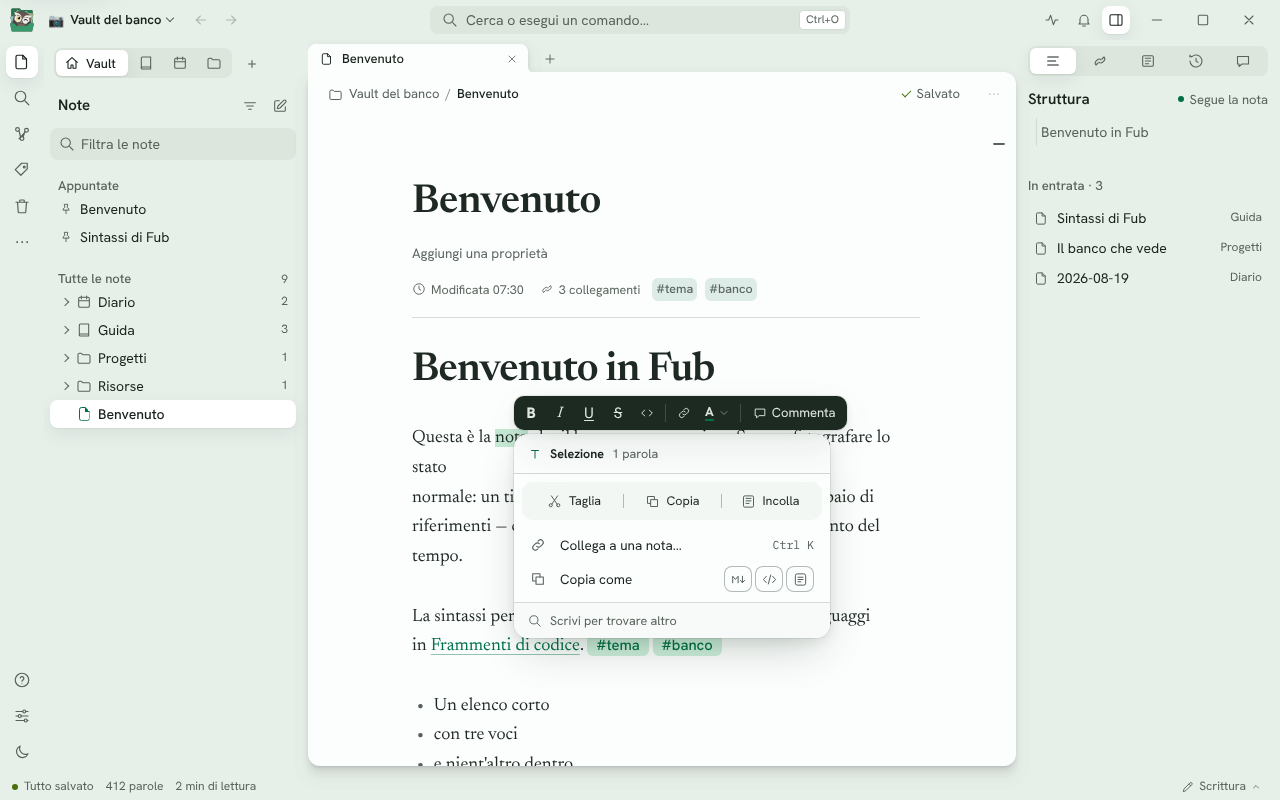 Vault del banco
Cerca o esegui un comando…
Ctrl+O
Vault
Note
Filtra le note
Appuntate
Benvenuto
Sintassi di Fub
Tutte le note 9
Diario 2
Guida 3
Progetti 1
Risorse 1
Benvenuto
Benvenuto
Vault del banco / Benvenuto
Salvato
Benvenuto
Aggiungi una proprietà
Modificata 07:30 3 collegamenti #tema #banco
Benvenuto in Fub
B I U S A Commenta
Questa è la
grafare lo
stato
normale: un
paio di
riferimenti –
nto del
tempo.
Selezione 1 parola
Taglia Copia Incolla
Collega a una nota… Ctrl K
Copia come M↓ </>
Scrivi per trovare altro
La sintassi
in Frammenti di codice. #tema #banco
Un elenco corto
con tre voci
e nient'altro dentro
Struttura Segue la nota
Benvenuto in Fub
In entrata · 3
Sintassi di Fub Guida
Il banco che vede Progetti
2026-08-19 Diario
Tutto salvato 412 parole 2 min di lettura
Scrittura